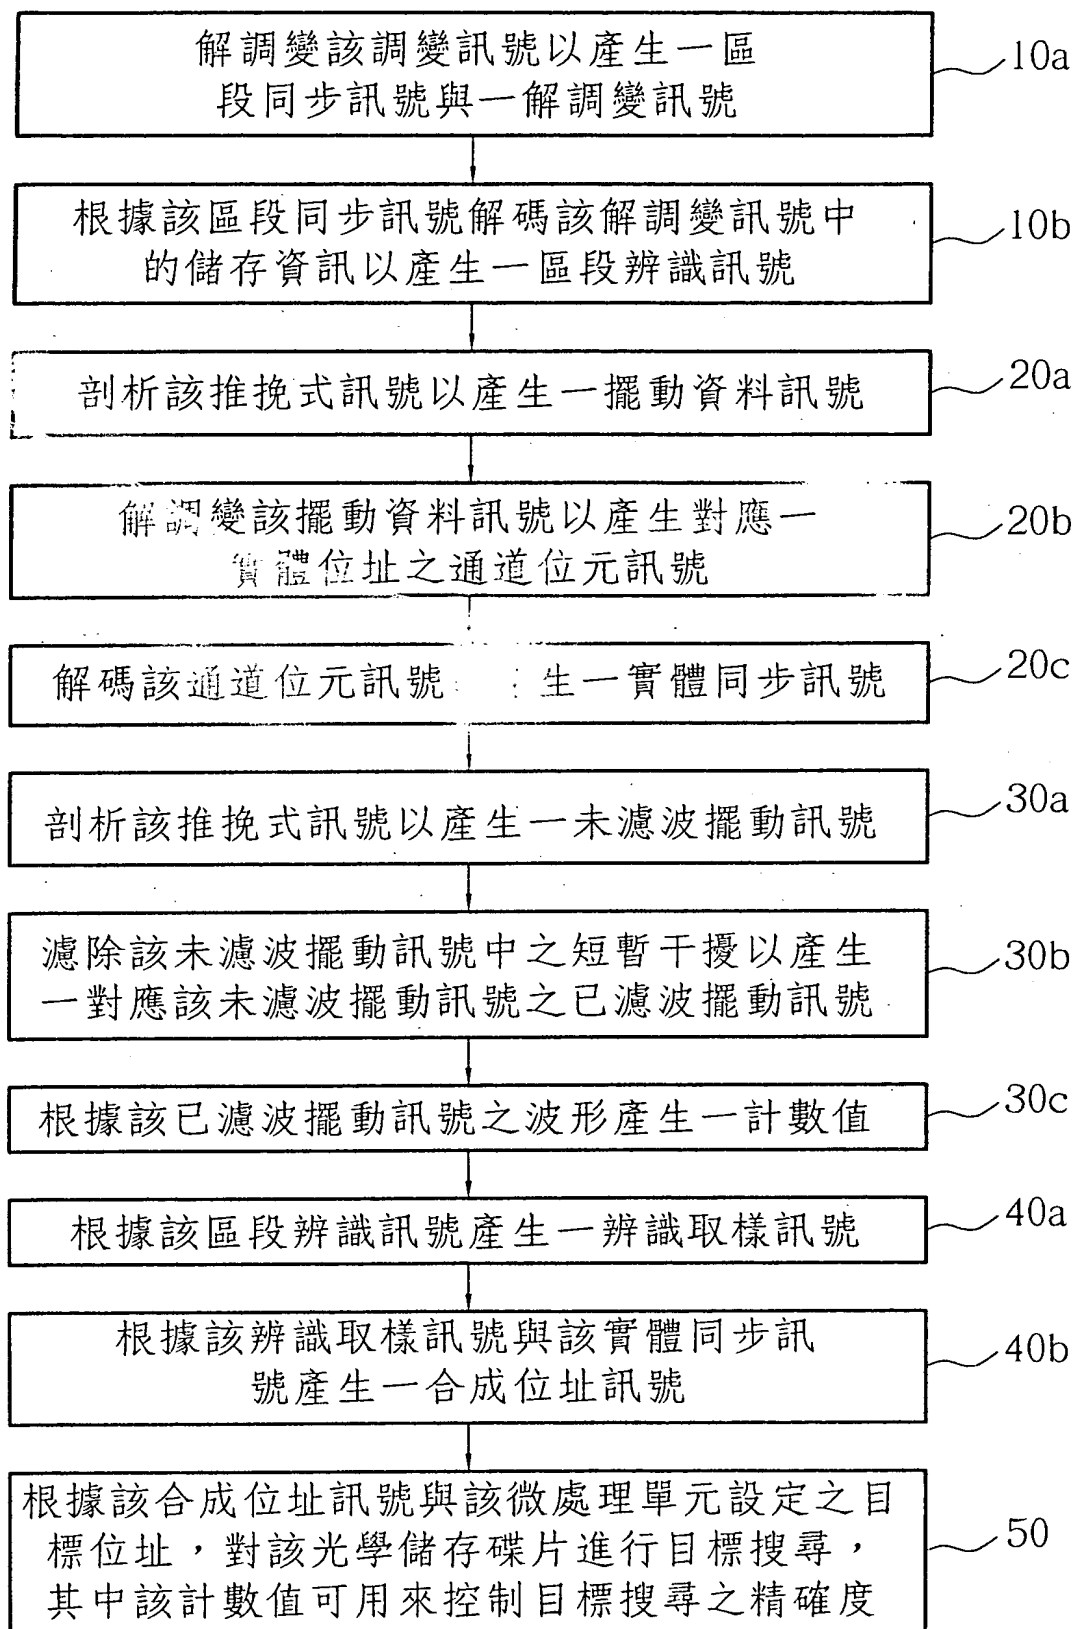 解調變該調變訊號以產生一區
段同步訊號與一解調變訊號
10a
根據該區段同步訊號解碼該解調變訊號中
的儲存資訊以產生一區段辨識訊號
10b
剖析該推挽式訊號以產生一擺動資料訊號
20a
解調變該擺動資料訊號以產生對應一
實體位址之通道位元訊號
20b
解碼該通道位元訊號 生一實體同步訊號
20c
剖析該推挽式訊號以產生一未濾波擺動訊號
30a
濾除該未濾波擺動訊號中之短暫干擾以產生
一對應該未濾波擺動訊號之已濾波擺動訊號
30b
根據該已濾波擺動訊號之波形產生一計數值
30c
根據該區段辨識訊號產生一辨識取樣訊號
40a
根據該辨識取樣訊號與該實體同步訊
號產生一合成位址訊號
40b
根據該合成位址訊號與該微處理單元設定之目
標位址，對該光學儲存碟片進行目標搜尋，
其中該計數值可用來控制目標搜尋之精確度
50